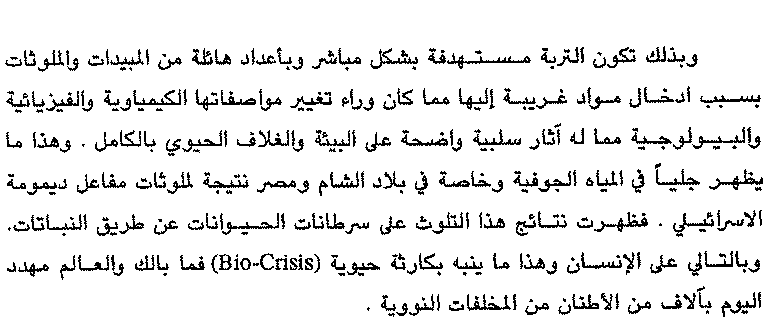 وبذلك تكون التربة مستهدفة بشكل مباشر وبأعداد هائلة من المبيدات والملوثات
بسبب ادخال مواد غريبة إليها مما كان وراء تغيير مواصفاتها الكيمياوية والفيزيائية
والبيولوجية مما له آثار سلبية واضحة على البيئة والغلاف الحيوي بالكامل . وهذا ما
يظهر جلياً في المياه الجوفية وخاصة في بلاد الشام ومصر نتيجة لملوثات مفاعل ديمومة
الاسرائيلي . فظهرت نتائج هذا التلوث على سرطانات الحيوانات عن طريق النباتات.
وبالتالي على الإنسان وهذا ما ينبه بكارثة حيوية (Bio-Crisis) فما بالك والعالم مهدد
اليوم بآلاف من الأطنان من المخلفات النووية .